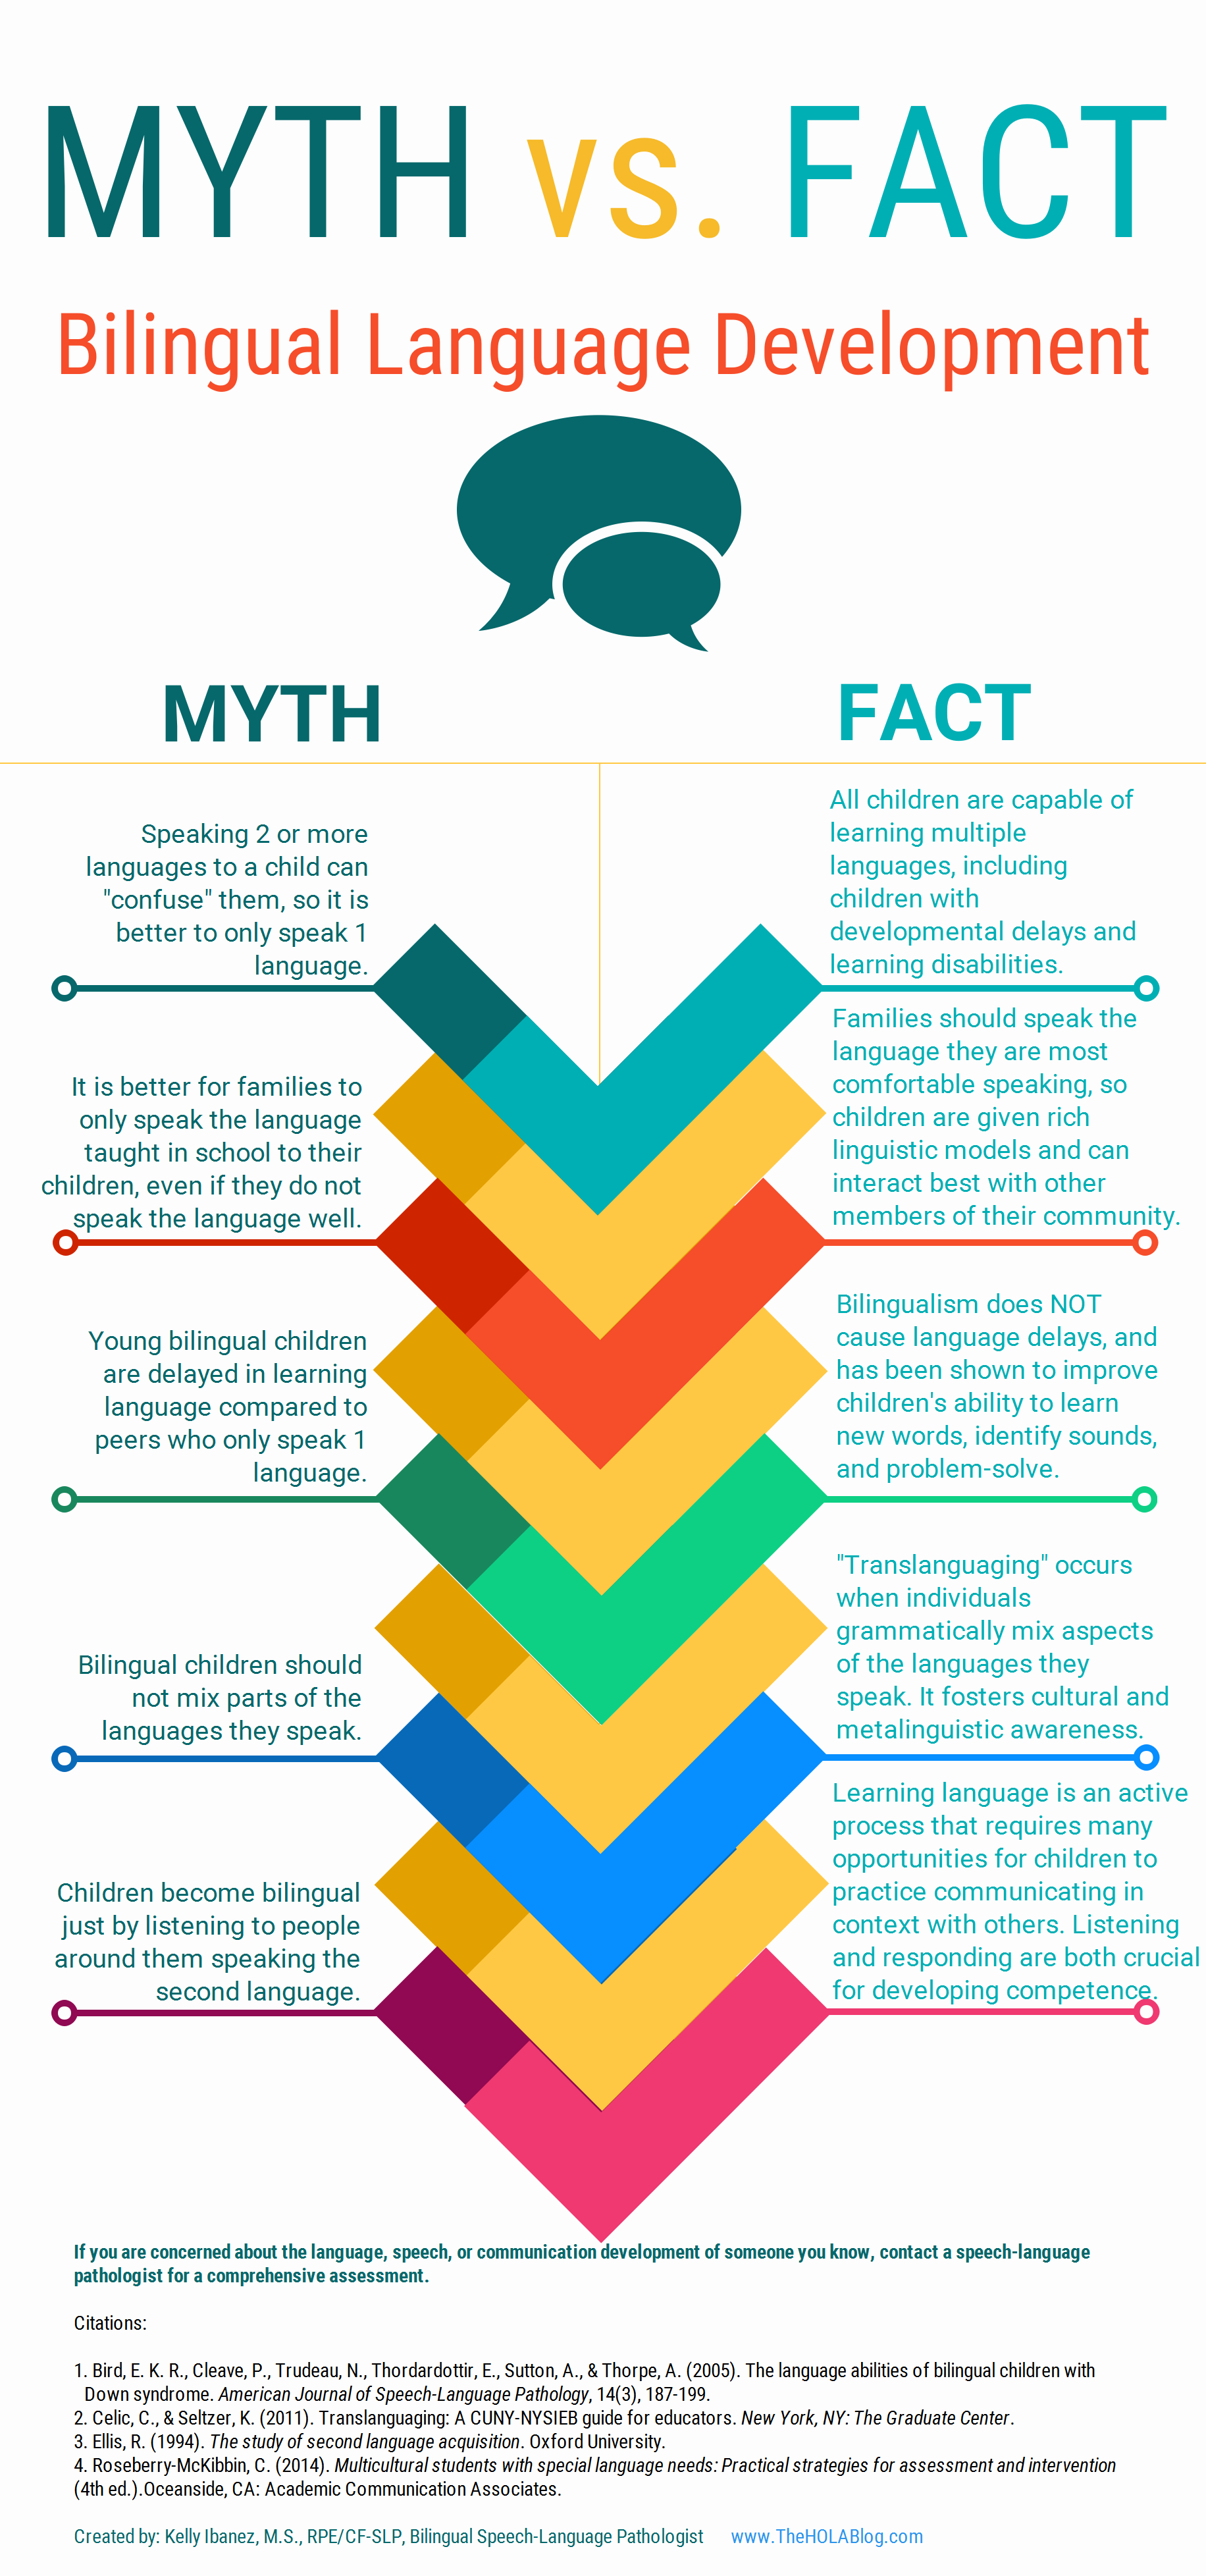 MYTH vs. FACT
Bilingual Language Development
MYTH
FACT
Speaking 2 or more
languages to a child can
"confuse" them, so it is
better to only speak 1
language.
All children are capable of
learning multiple
languages, including
children with
developmental delays and
learning disabilities.
It is better for families to
only speak the language
taught in school to their
children, even if they do not
speak the language well.
Families should speak the
language they are most
comfortable speaking, so
children are given rich
linguistic models and can
interact best with other
members of their community.
Young bilingual children
are delayed in learning
language compared to
peers who only speak 1
language.
Bilingualism does NOT
cause language delays, and
has been shown to improve
children's ability to learn
new words, identify sounds,
and problem-solve.
Bilingual children should
not mix parts of the
languages they speak.
"Translanguaging" occurs
when individuals
grammatically mix aspects
of the languages they
speak. It fosters cultural and
metalinguistic awareness.
Children become bilingual
just by listening to people
around them speaking the
second language.
Learning language is an active
process that requires many
opportunities for children to
practice communicating in
context with others. Listening
and responding are both crucial
for developing competence.
If you are concerned about the language, speech, or communication development of someone you know, contact a speech-language
pathologist for a comprehensive assessment.
Citations:
1. Bird, E. K. R., Cleave, P., Trudeau, N., Thordardottir, E., Sutton, A., & Thorpe, A. (2005). The language abilities of bilingual children with
Down syndrome. American Journal of Speech-Language Pathology, 14(3), 187-199.
2. Celic, C., & Seltzer, K. (2011). Translanguaging: A CUNY-NYSIEB guide for educators. New York, NY: The Graduate Center.
3. Ellis, R. (1994). The study of second language acquisition. Oxford University.
4. Roseberry-McKibbin, C. (2014). Multicultural students with special language needs: Practical strategies for assessment and intervention
(4th ed.).Oceanside, CA: Academic Communication Associates.
Created by: Kelly Ibanez, M.S., RPE/CF-SLP, Bilingual Speech-Language Pathologist www.TheHOLABlog.com